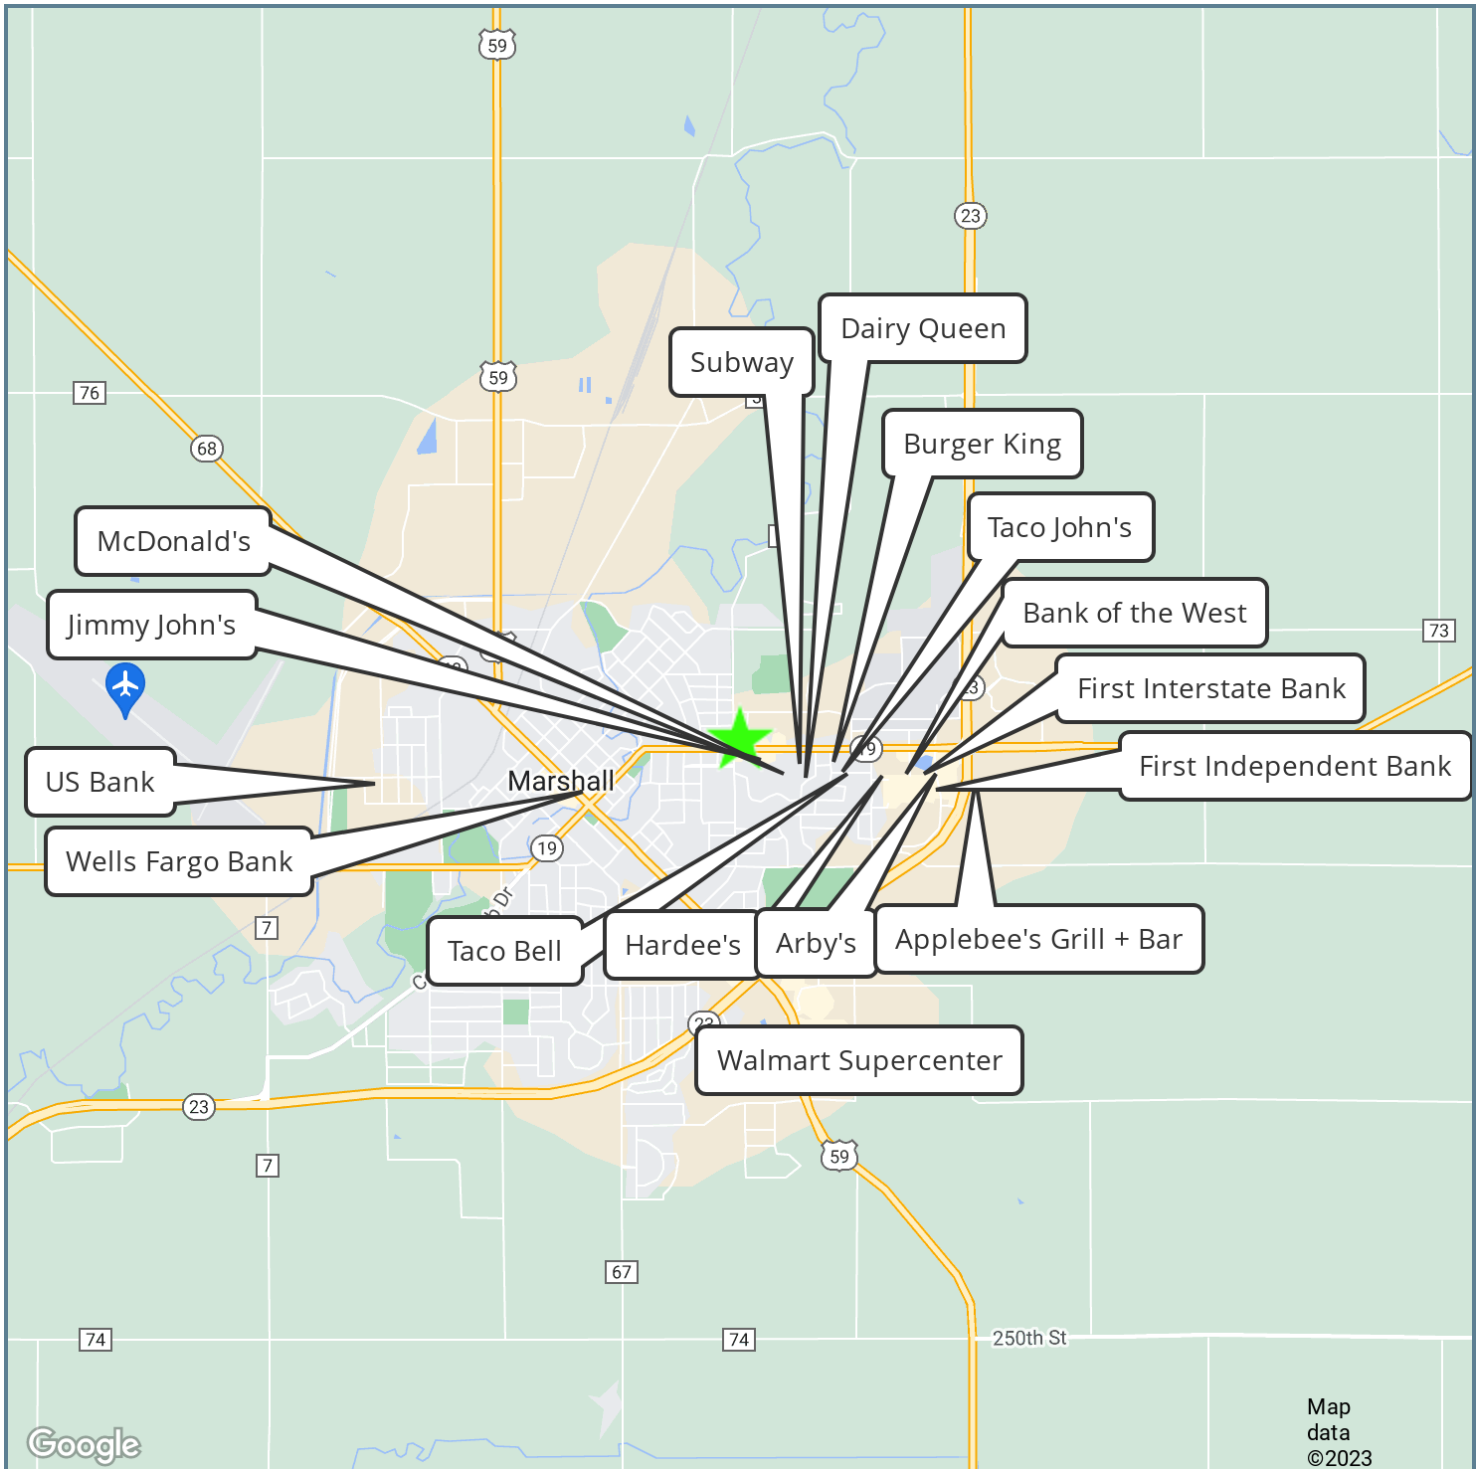 59
23
Dairy Queen
Subway
59
76
Burger King
68
Taco John's
McDonald's
Bank of the West
Jimmy John's
73
23
First Interstate Bank
19
First Independent Bank
US Bank
Marshall
19
Wells Fargo Bank
7
Taco Bell
Hardee's
Arby's
Applebee's Grill + Bar
23
Walmart Supercenter
23
59
7
67
74
74
250th St
Map
data
©2023
Google